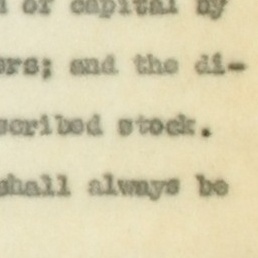 of capital by
ers; and the di-
scribed stock.
shall always be